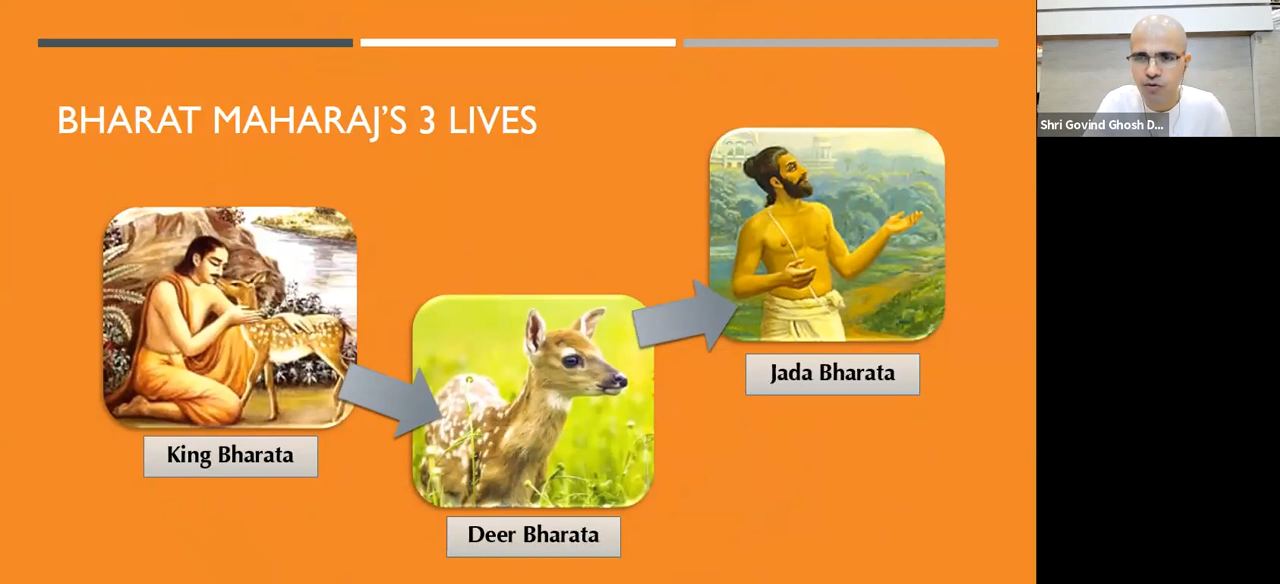 BHARAT MAHARAJ'S 3 LIVES
King Bharata
Deer Bharata
Jada Bharata
Shri Govind Ghosh D...